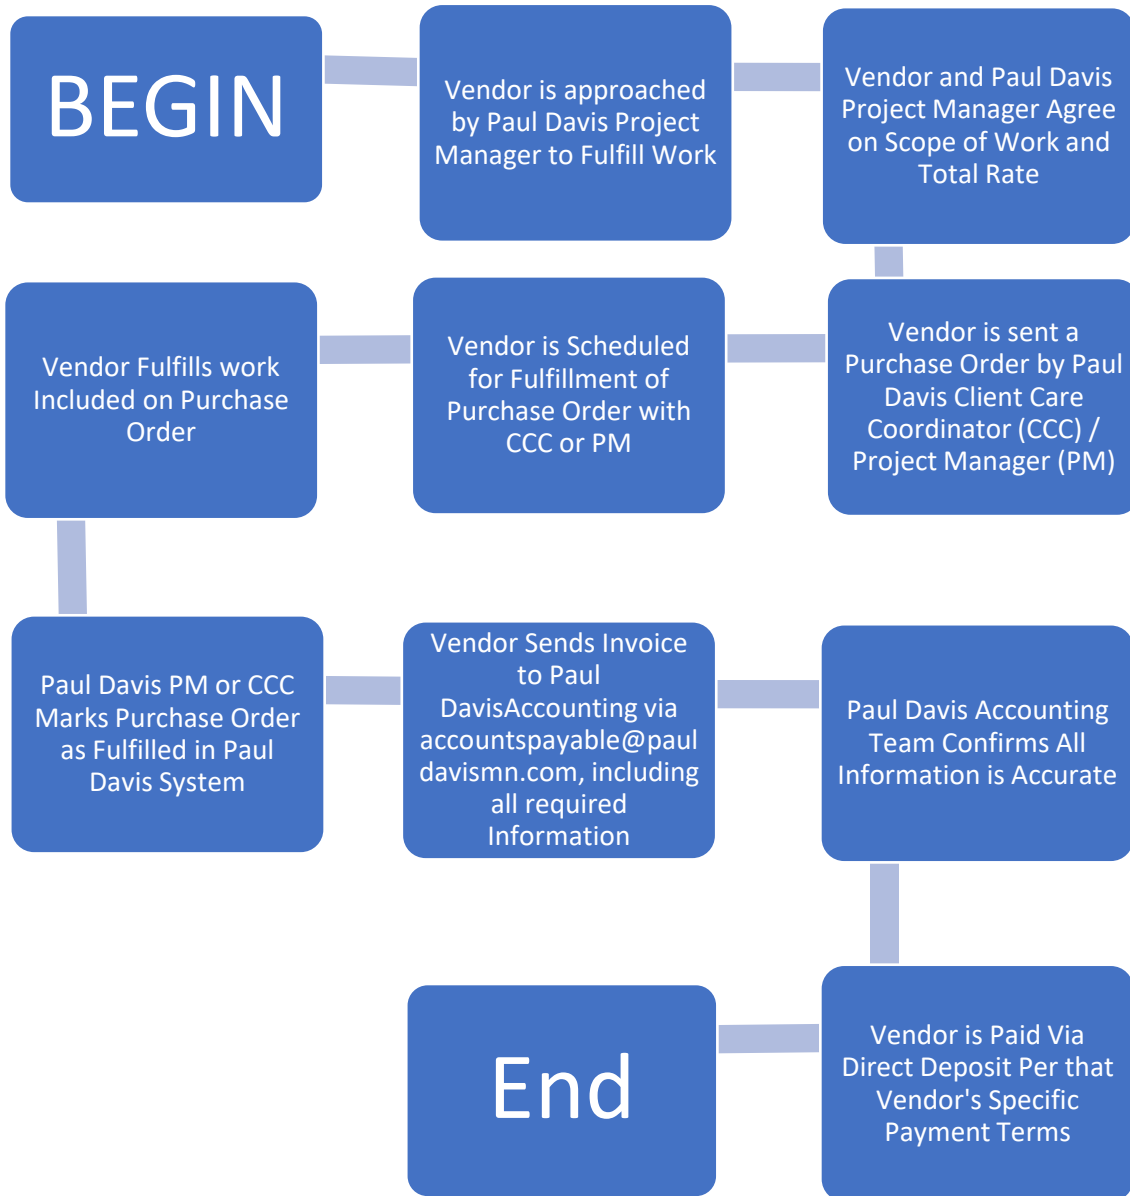 BEGIN
Vendor is approached
by Paul Davis Project
Manager to Fulfill Work
Vendor and Paul Davis
Project Manager Agree
on Scope of Work and
Total Rate
Vendor is sent a
Purchase Order by Paul
Davis Client Care
Coordinator (CCC) /
Project Manager (PM)
Vendor is Scheduled
for Fulfillment of
Purchase Order with
CCC or PM
Vendor Fulfills work
Included on Purchase
Order
Paul Davis PM or CCC
Marks Purchase Order
as Fulfilled in Paul
Davis System
Vendor Sends Invoice
to Paul
DavisAccounting via
accountspayable@paul
davismn.com, including
all required
Information
Paul Davis Accounting
Team Confirms All
Information is Accurate
Vendor is Paid Via
Direct Deposit Per that
Vendor's Specific
Payment Terms
End